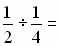 1/2 ÷ 1/4 =